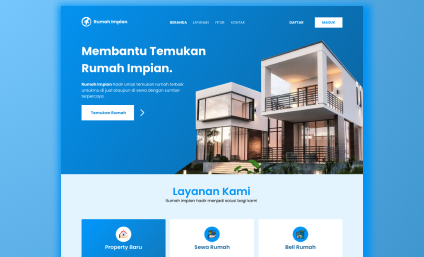 Rumah Impian
BERANDA LAYANAN FITUR KONTAK
DAFTAR
MASUK
Membantu Temukan
Rumah Impian.
Rumah Impian hadir untuk temukan rumah terbaik
untukmu di jual ataupun di sewa dengan sumber
terpercaya
Temukan Rumah
Layanan Kami
Rumah impian hadir menjadi solusi bagi kami
Property Baru
Sewa Rumah
Beli Rumah